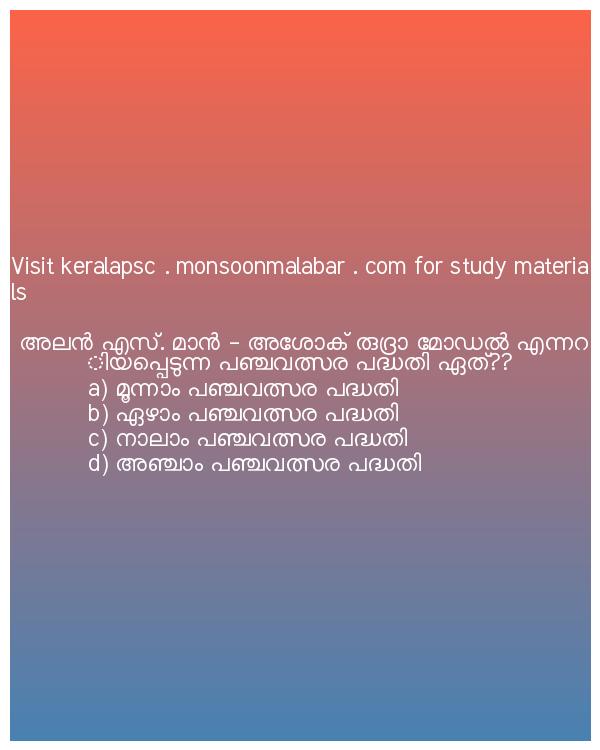 Visit keralapsc . monsoonmalabar . com for study materia
ls
അലൻ എസ്. മാൻ - അശോക് രുദ്രാ മോഡൽ എന്നറ
ിയപ്പെടുന്ന പഞ്ചവത്സര പദ്ധതി ഏത്??
a) മൂന്നാം പഞ്ചവത്സര പദ്ധതി
b) ഏഴാം പഞ്ചവത്സര പദ്ധതി
c) നാലാം പഞ്ചവത്സര പദ്ധതി
d) അഞ്ചാം പഞ്ചവത്സര പദ്ധതി